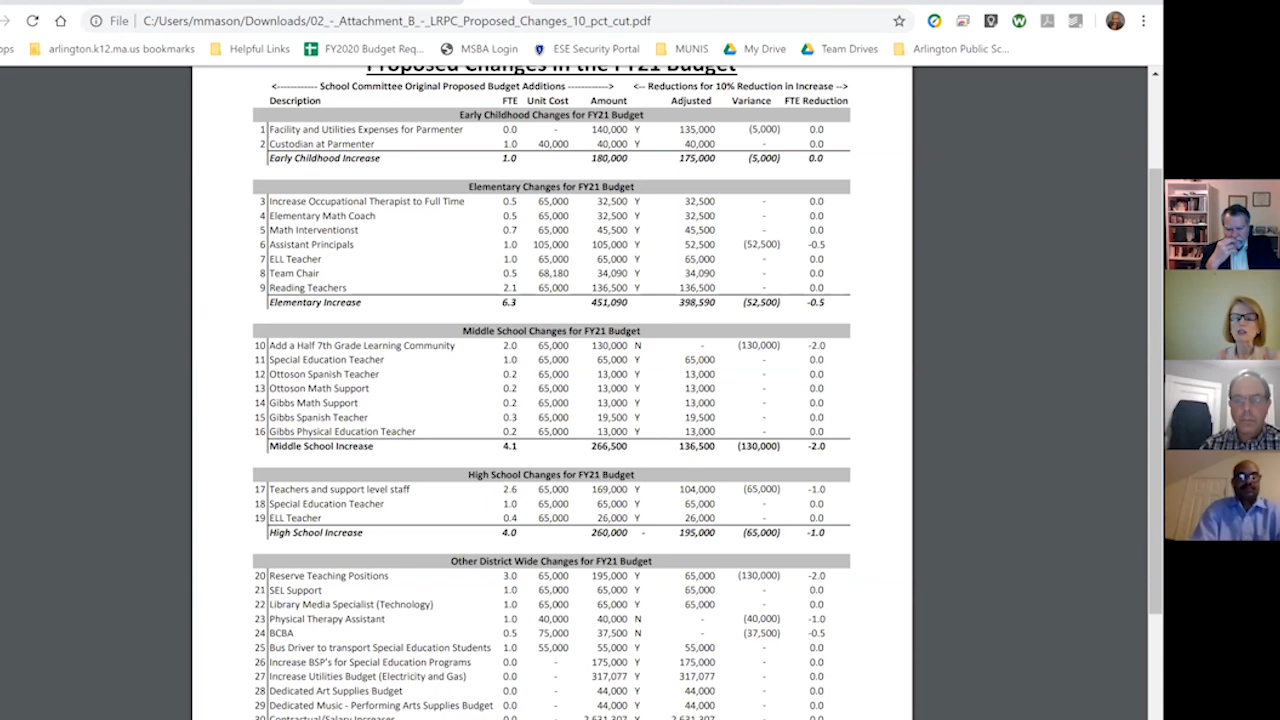 File C:/Users/mmason/Downloads/02_-_Attachment_B_-_LRPC_Proposed_Changes_10_pct_cut.pdf
arlington.k12.ma.us bookmarks Helpful Links FY2020 Budget Req... MSBA Login ESE Security Portal MUNIS My Drive Team Drives Arlington Public Sc...
Proposed Changes in the FY21 Budget
<------------ School Committee Original Proposed Budget Additions ------------> <-- Reductions for 10% Reduction in Increase -->
Description FTE Unit Cost Amount Adjusted Variance FTE Reduction
Early Childhood Changes for FY21 Budget
1 Facility and Utilities Expenses for Parmenter 0.0 - 140,000 Y 135,000 (5,000) 0.0
2 Custodian at Parmenter 1.0 40,000 40,000 Y 40,000 - 0.0
Early Childhood Increase 1.0 180,000 175,000 (5,000) 0.0
Elementary Changes for FY21 Budget
3 Increase Occupational Therapist to Full Time 0.5 65,000 32,500 Y 32,500 - 0.0
4 Elementary Math Coach 0.5 65,000 32,500 Y 32,500 - 0.0
5 Math Interventionst 0.7 65,000 45,500 Y 45,500 - 0.0
6 Assistant Principals 1.0 105,000 105,000 Y 52,500 (52,500) -0.5
7 ELL Teacher 1.0 65,000 65,000 Y 65,000 - 0.0
8 Team Chair 0.5 68,180 34,090 Y 34,090 - 0.0
9 Reading Teachers 2.1 65,000 136,500 Y 136,500 - 0.0
Elementary Increase 6.3 451,090 398,590 (52,500) -0.5
Middle School Changes for FY21 Budget
10 Add a Half 7th Grade Learning Community 2.0 65,000 130,000 N - (130,000) -2.0
11 Special Education Teacher 1.0 65,000 65,000 Y 65,000 - 0.0
12 Ottoson Spanish Teacher 0.2 65,000 13,000 Y 13,000 - 0.0
13 Ottoson Math Support 0.2 65,000 13,000 Y 13,000 - 0.0
14 Gibbs Math Support 0.2 65,000 13,000 Y 13,000 - 0.0
15 Gibbs Spanish Teacher 0.3 65,000 19,500 Y 19,500 - 0.0
16 Gibbs Physical Education Teacher 0.2 65,000 13,000 Y 13,000 - 0.0
Middle School Increase 4.1 266,500 136,500 (130,000) -2.0
High School Changes for FY21 Budget
17 Teachers and support level staff 2.6 65,000 169,000 Y 104,000 (65,000) -1.0
18 Special Education Teacher 1.0 65,000 65,000 Y 65,000 - 0.0
19 ELL Teacher 0.4 65,000 26,000 Y 26,000 - 0.0
High School Increase 4.0 260,000 - 195,000 (65,000) -1.0
Other District Wide Changes for FY21 Budget
20 Reserve Teaching Positions 3.0 65,000 195,000 Y 65,000 (130,000) -2.0
21 SEL Support 1.0 65,000 65,000 Y 65,000 - 0.0
22 Library Media Specialist (Technology) 1.0 65,000 65,000 Y 65,000 - 0.0
23 Physical Therapy Assistant 1.0 40,000 40,000 N - (40,000) -1.0
24 BCBA 0.5 75,000 37,500 N - (37,500) -0.5
25 Bus Driver to transport Special Education Students 1.0 55,000 55,000 Y 55,000 - 0.0
26 Increase BSP's for Special Education Programs 0.0 - 175,000 Y 175,000 - 0.0
27 Increase Utilities Budget (Electricity and Gas) 0.0 - 317,077 Y 317,077 - 0.0
28 Dedicated Art Supplies Budget 0.0 - 44,000 Y 44,000 - 0.0
29 Dedicated Music - Performing Arts Supplies Budget 0.0 - 44,000 Y 44,000 - 0.0
30 Contractual/Salary Increases 0.0 - 2,631,307 Y 2,631,307 - 0.0